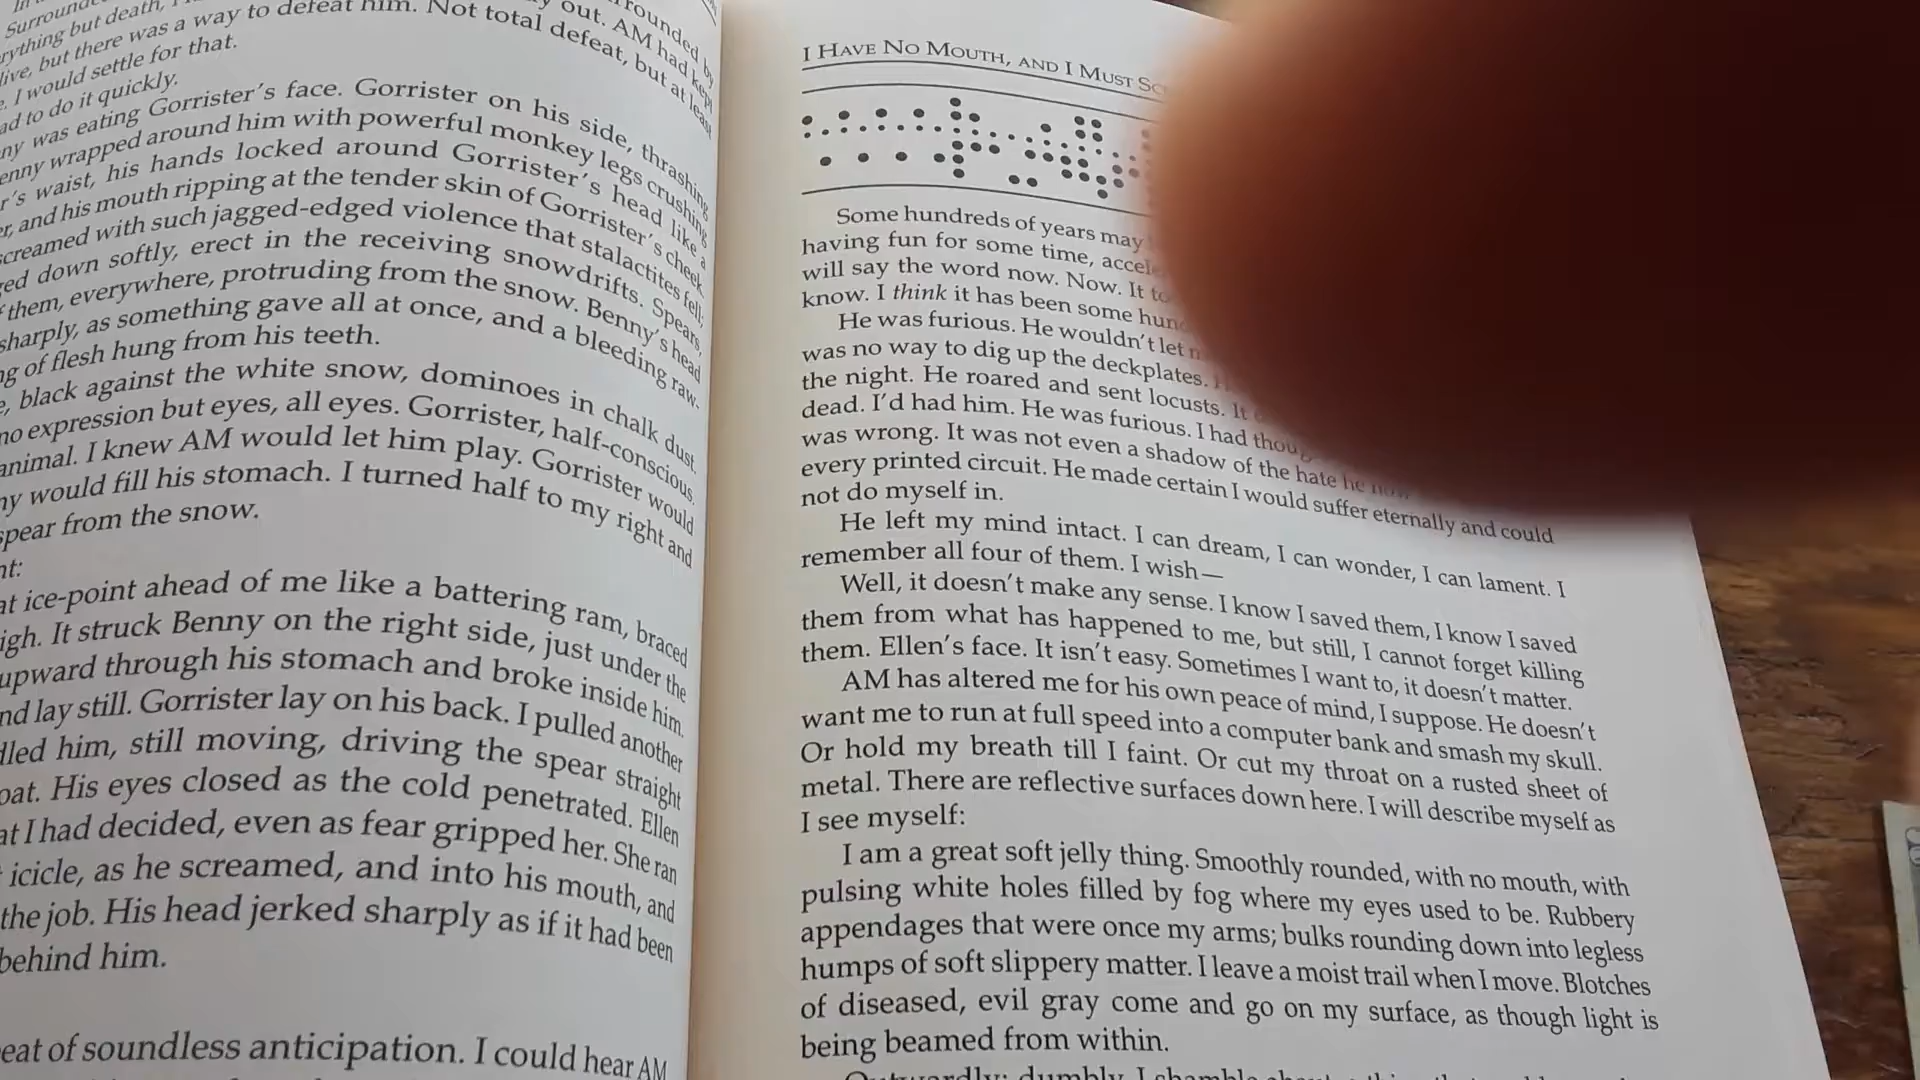 Surrounded
rounded by
erything but death,
out. AM had kept
live, but there was a way to defeat him. Not total defeat, but at least
I would settle for that.
ad to do it quickly.
ny was eating Gorrister's face. Gorrister on his side, thrashing
enny wrapped around him with powerful monkey legs crushing
r's waist, his hands locked around Gorrister's head like a
er, and his mouth ripping at the tender skin of Gorrister's cheek.
screamed with such jagged-edged violence that stalactites fell;
ged down softly, erect in the receiving snowdrifts. Spears,
f them, everywhere, protruding from the snow. Benny's head
sharply, as something gave all at once, and a bleeding raw-
ng of flesh hung from his teeth.
e, black against the white snow, dominoes in chalk dust.
no expression but eyes, all eyes. Gorrister, half-conscious.
animal. I knew AM would let him play. Gorrister would
ny would fill his stomach. I turned half to my right and
spear from the snow.
nt:
at ice-point ahead of me like a battering ram, braced
igh. It struck Benny on the right side, just under the
upward through his stomach and broke inside him.
nd lay still. Gorrister lay on his back. I pulled another
dled him, still moving, driving the spear straight
oat. His eyes closed as the cold penetrated. Ellen
at I had decided, even as fear gripped her. She ran
icicle, as he screamed, and into his mouth, and
the job. His head jerked sharply as if it had been
behind him.
eat of soundless anticipation. I could hear AM
I HAVE NO MOUTH, AND I MUST SC
Some hundreds of years may
having fun for some time, accele
will say the word now. Now. It to
know. I think it has been some hun
He was furious. He wouldn't let
was no way to dig up the deckplates.
the night. He roared and sent locusts. It
dead. I'd had him. He was furious. I had thoug
was wrong. It was not even a shadow of the hate he
every printed circuit. He made certain I would suffer eternally and could
not do myself in.
He left my mind intact. I can dream, I can wonder, I can lament. I
remember all four of them. I wish—
Well, it doesn't make any sense. I know I saved them, I know I saved
them from what has happened to me, but still, I cannot forget killing
them. Ellen's face. It isn't easy. Sometimes I want to, it doesn't matter.
AM has altered me for his own peace of mind, I suppose. He doesn't
want me to run at full speed into a computer bank and smash my skull.
Or hold my breath till I faint. Or cut my throat on a rusted sheet of
metal. There are reflective surfaces down here. I will describe myself as
I see myself:
I am a great soft jelly thing. Smoothly rounded, with no mouth, with
pulsing white holes filled by fog where my eyes used to be. Rubbery
appendages that were once my arms; bulks rounding down into legless
humps of soft slippery matter. I leave a moist trail when I move. Blotches
of diseased, evil gray come and go on my surface, as though light is
being beamed from within.
Outwardly: dumbly, I shamble